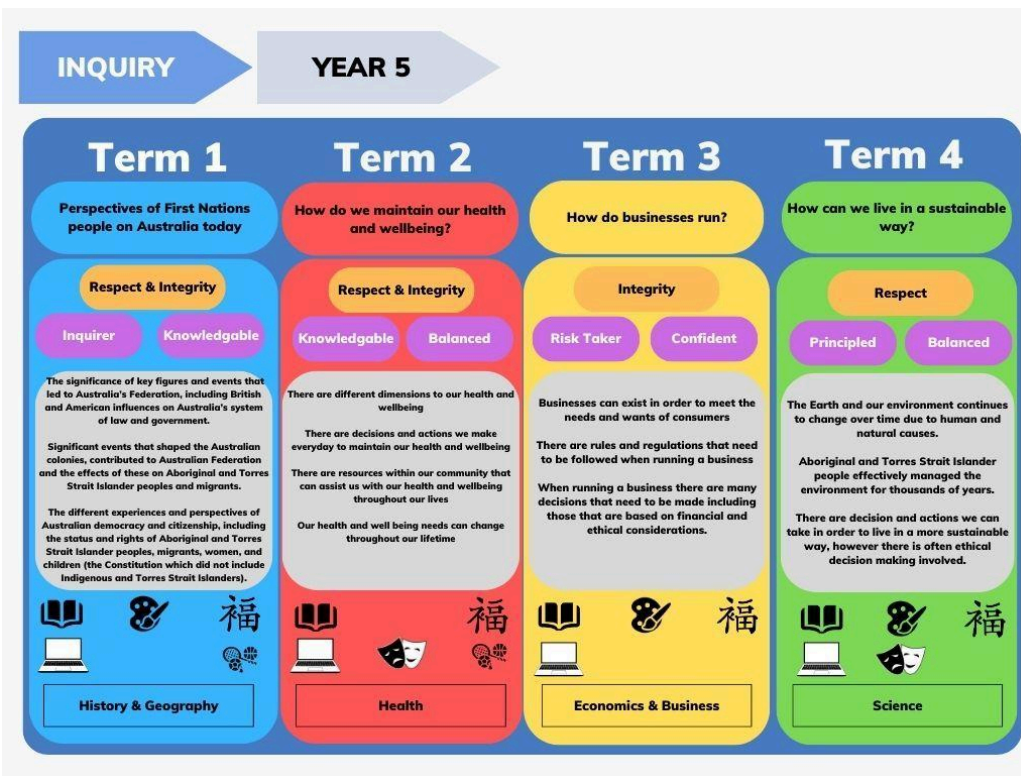 INQUIRY
YEAR 5
Term 1
Perspectives of First Nations
people on Australia today
Respect & Integrity
Inquirer
Knowledgable
The significance of key figures and events that
led to Australia's Federation, including British
and American influences on Australia's system
of law and government.
Significant events that shaped the Australian
colonies, contributed to Australian Federation
and the effects of these on Aboriginal and Torres
Strait Islander peoples and migrants.
The different experiences and perspectives of
Australian democracy and citizenship, including
the status and rights of Aboriginal and Torres
Strait Islander peoples, migrants, women, and
children (the Constitution which did not include
Indigenous and Torres Strait Islanders).
福
History & Geography
Term 2
How do we maintain our health
and wellbeing?
Respect & Integrity
Knowledgable
Balanced
There are different dimensions to our health and
wellbeing
There are decisions and actions we make
everyday to maintain our health and wellbeing
There are resources within our community that
can assist us with our health and wellbeing
throughout our lives
Our health and well being needs can change
throughout our lifetime
福
Health
Term 3
How do businesses run?
Integrity
Risk Taker
Confident
Businesses can exist in order to meet the
needs and wants of consumers
There are rules and regulations that need
to be followed when running a business
When running a business there are many
decisions that need to be made including
those that are based on financial and
ethical considerations.
福
Economics & Business
Term 4
How can we live in a sustainable
way?
Respect
Principled
Balanced
The Earth and our environment continues
to change over time due to human and
natural causes.
Aboriginal and Torres Strait Islander
people effectively managed the
environment for thousands of years.
There are decision and actions we can
take in order to live in a more sustainable
way, however there is often ethical
decision making involved.
福
Science